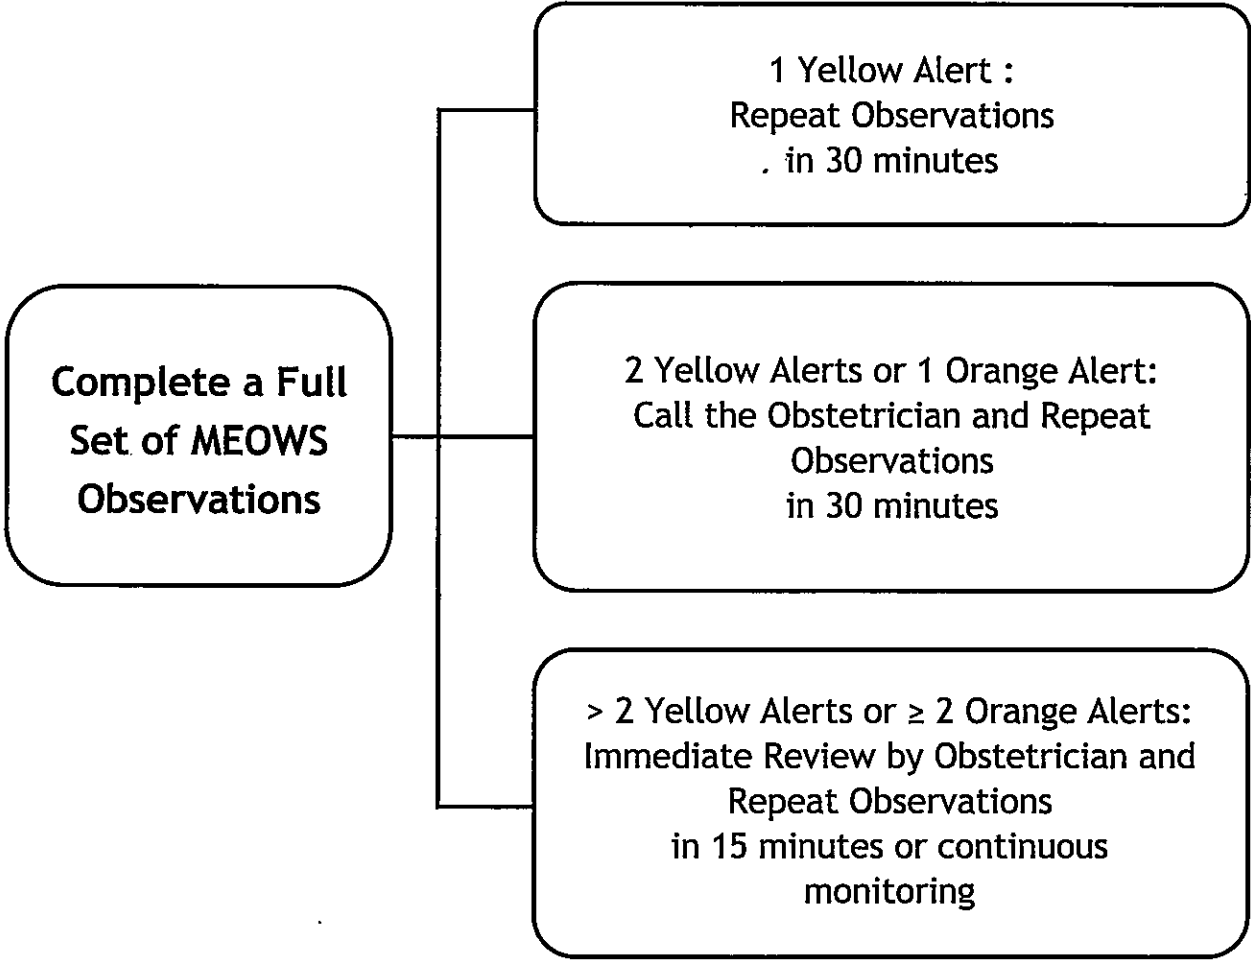 Complete a Full
Set of MEOWS
Observations
1 Yellow Alert :
Repeat Observations
in 30 minutes
2 Yellow Alerts or 1 Orange Alert:
Call the Obstetrician and Repeat
Observations
in 30 minutes
> 2 Yellow Alerts or ≥ 2 Orange Alerts:
Immediate Review by Obstetrician and
Repeat Observations
in 15 minutes or continuous
monitoring